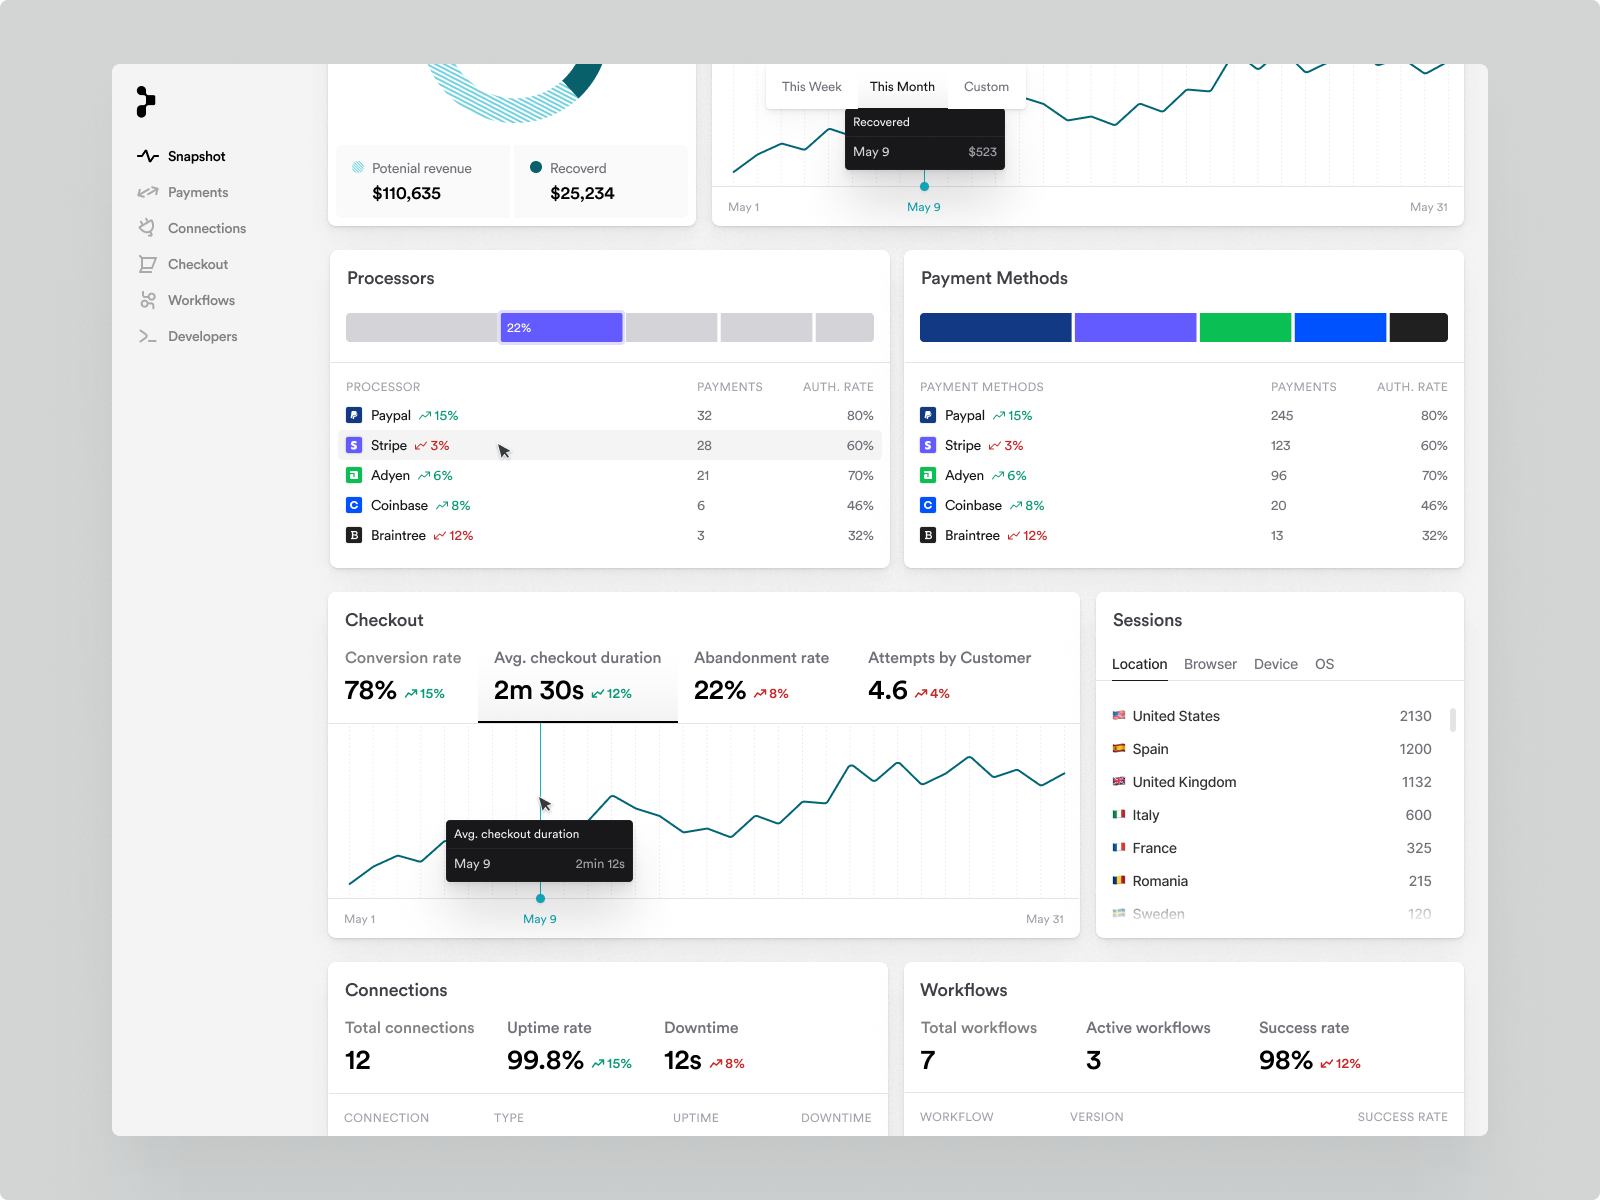 This Week This Month Custom
Recovered
May 9 $523
Potenial revenue
$110,635
Recoverd
$25,234
May 1 May 9 May 31
Snapshot
Payments
Connections
Checkout
Workflows
Developers
Processors
22%
PROCESSOR PAYMENTS AUTH. RATE
Paypal 15% 32 80%
Stripe 3% 28 60%
Adyen 6% 21 70%
Coinbase 8% 6 46%
Braintree 12% 3 32%
Payment Methods
PAYMENT METHODS PAYMENTS AUTH. RATE
Paypal 15% 245 80%
Stripe 3% 123 60%
Adyen 6% 96 70%
Coinbase 8% 20 46%
Braintree 12% 13 32%
Checkout
Conversion rate Avg. checkout duration Abandonment rate Attempts by Customer
78% 15% 2m 30s 12% 22% 8% 4.6 4%
Avg. checkout duration
May 9 2min 12s
May 1 May 9 May 31
Sessions
Location Browser Device OS
United States 2130
Spain 1200
United Kingdom 1132
Italy 600
France 325
Romania 215
Sweden 120
Connections
Total connections Uptime rate Downtime
12 99.8% 15% 12s 8%
CONNECTION TYPE UPTIME DOWNTIME
Workflows
Total workflows Active workflows Success rate
7 3 98% 12%
WORKFLOW VERSION SUCCESS RATE